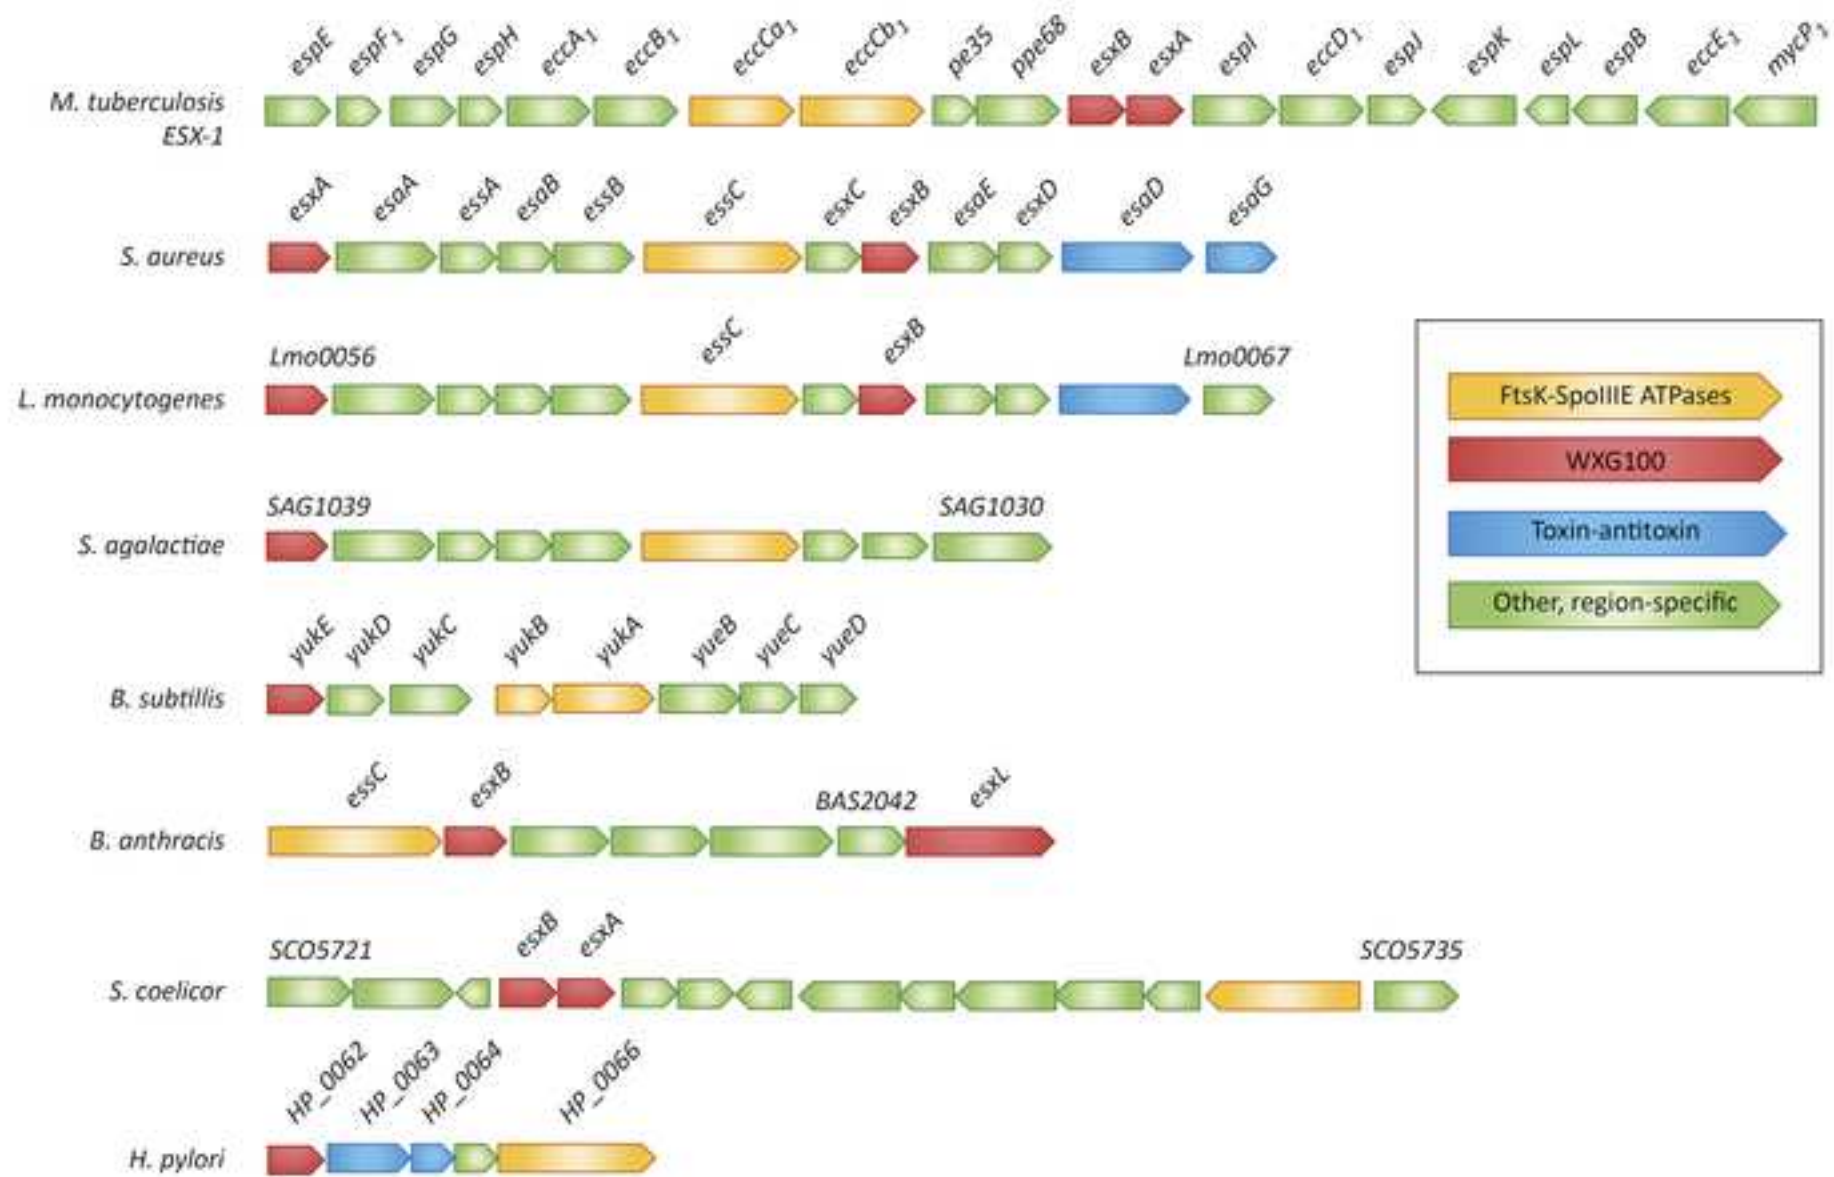 espE espF1 espG espH eccA1 eccB1 eccCa1 eccCb1 pe35 ppe68 esxB esxA espI eccD1 espJ espK espL espB eccE1 mycP1
M. tuberculosis
ESX-1
esxA esaA essA esaB essB essC esxC esxB esaE esxD esaD esaG
S. aureus
Lmo0056 essC esxB Lmo0067
L. monocytogenes
FtsK-SpoIIIE ATPases
WXG100
Toxin-antitoxin
Other, region-specific
SAG1039 SAG1030
S. agalactiae
yukE yukD yukC yukB yukA yueB yueC yueD
B. subtillis
essC esxB BAS2042 esxL
B. anthracis
SCO5721 esxB esxA SCO5735
S. coelicor
HP_0062 HP_0063 HP_0064 HP_0066
H. pylori